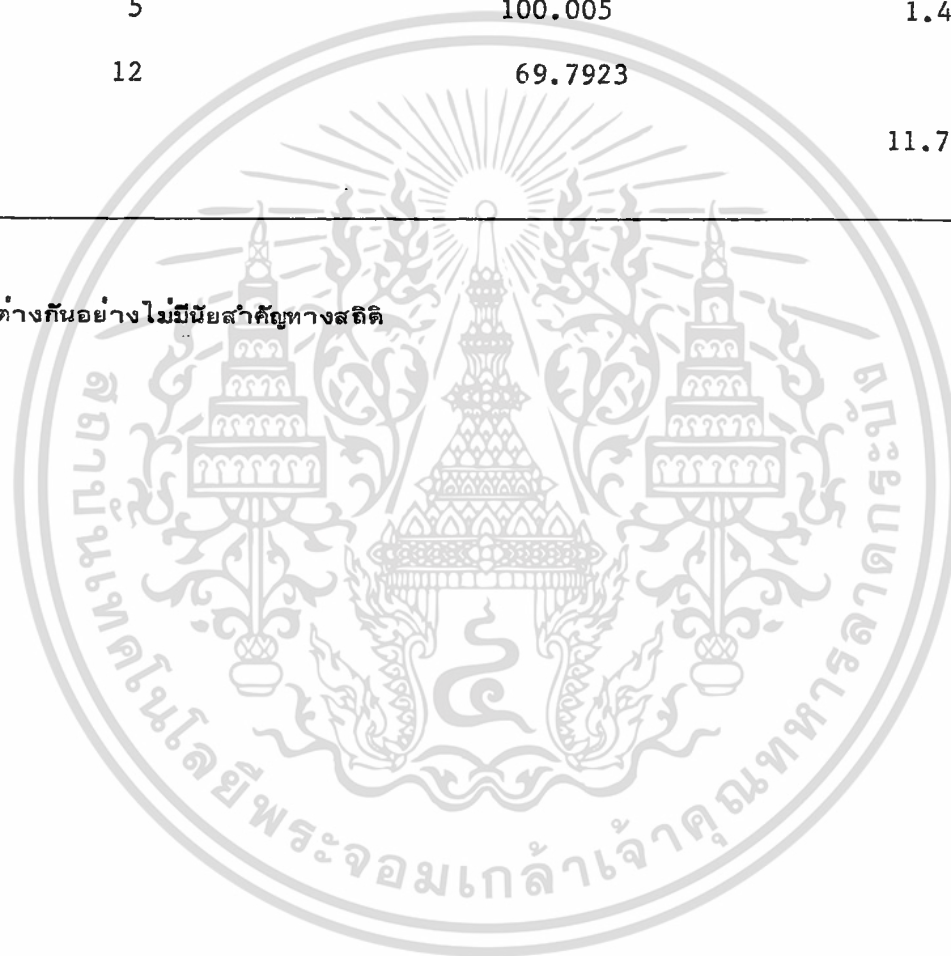 5 100.005 1.4
12 69.7923
11.7
ต่างกันอย่างไม่มีนัยสำคัญทางสถิติ
สถาบันเทคโนโลยีพระจอมเกล้าเจ้าคุณทหารลาดกระบัง